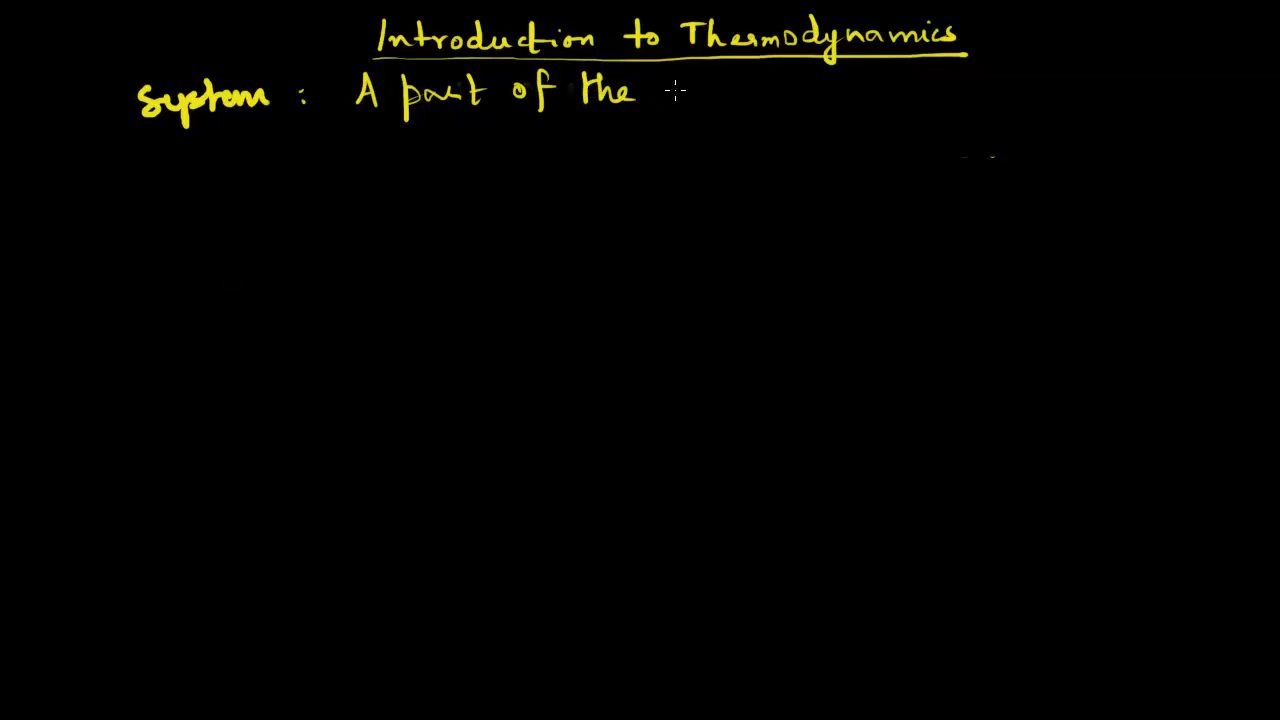 Introduction to Thermodynamics
System : A part of the